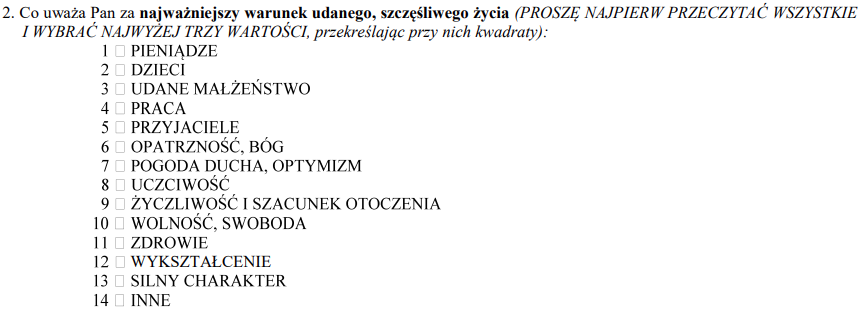 2. Co uważa Pan za najważniejszy warunek udanego, szczęśliwego życia (PROSZĘ NAJPIERW PRZECZYTAĆ WSZYSTKIE
I WYBRAĆ NAJWYŻEJ TRZY WARTOŚCI, przekreślając przy nich kwadraty):
1 □ PIENIĄDZE
2 □ DZIECI
3 □ UDANE MAŁŻEŃSTWO
4 □ PRACA
5 □ PRZYJACIELE
6 □ OPATRZNOŚĆ, BÓG
7 □ POGODA DUCHA, OPTYMIZM
8 □ UCZCIWOŚĆ
9 □ ŻYCZLIWOŚĆ I SZACUNEK OTOCZENIA
10 □ WOLNOŚĆ, SWOBODA
11 □ ZDROWIE
12 □ WYKSZTAŁCENIE
13 □ SILNY CHARAKTER
14 □ INNE